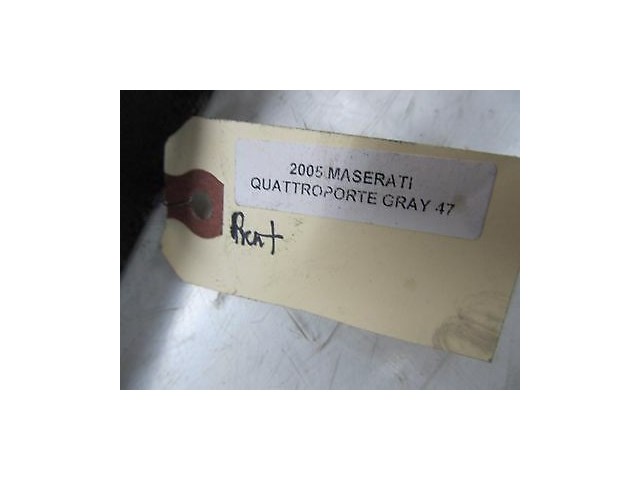 2005 MASERATI
QUATTROPORTE GRAY 47